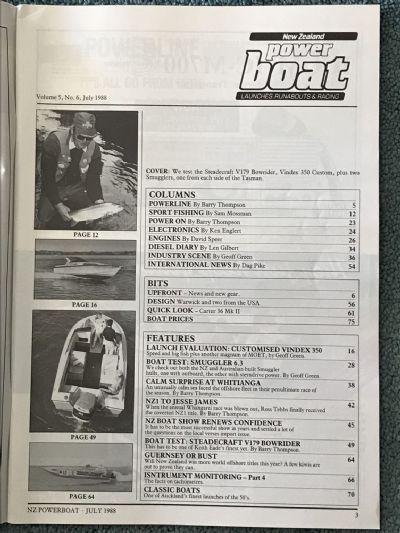 New Zealand
power
boat
LAUNCHES, RUNABOUTS & RACING
Volume 5, No. 6, July 1988
PAGE 12
PAGE 16
PAGE 49
PAGE 64
COVER: We test the Steadecraft V179 Bowrider, Vindex 350 Custom, plus two
Smugglers, one from each side of the Tasman.
COLUMNS
POWERLINE By Barry Thompson 5
SPORT FISHING By Sam Mossman 12
POWER ON By Barry Thompson 23
ELECTRONICS By Ken Englert 24
ENGINES By David Speer 26
DIESEL DIARY By Len Gilbert 34
INDUSTRY SCENE By Geoff Green 36
INTERNATIONAL NEWS By Dag Pike 54
BITS
UPFRONT – News and new gear. 6
DESIGN Warwick and two from the USA 56
QUICK LOOK – Carter 36 Mk II 61
BOAT PRICES 75
FEATURES
LAUNCH EVALUATION: CUSTOMISED VINDEX 350 16
Speed and big fish plus another magnum of MOET, by Geoff Green.
BOAT TEST: SMUGGLER 6.3 28
We check out both the NZ and Australian-built Smuggler
hulls, one with outboard, the other with sterndrive power. By Geoff Green.
CALM SURPRISE AT WHITIANGA 38
An unusually calm sea faced the offshore fleet in their penultimate race of
the season. By Barry Thompson.
NZ1 TO JESSE JAMES 42
When the annual Whangarei race was blown out, Ross Tebbs finally received
the coveted NZ1 title. By Barry Thompson.
NZ BOAT SHOW RENEWS CONFIDENCE 45
It has to be the most successful show in years and settled a lot of
the questions on the local verses import issue.
BOAT TEST: STEADECRAFT V179 BOWRIDER 49
This has to be one of Keith Eade's finest yet. By Barry Thompson.
GUERNSEY OR BUST 64
Will New Zealand win more world offshore titles this year? A few kiwis are
out to prove they can.
ISNTRUMENT MONITORING – Part 4 66
The facts on tachometers.
CLASSIC BOATS 70
One of Auckland's finest launches of the 50's.
NZ POWERBOAT - JULY 1988 3